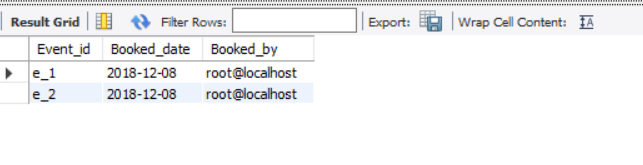 Result Grid Filter Rows: Export: Wrap Cell Content: IA
Event_id Booked_date Booked_by
e_1 2018-12-08 root@localhost
e_2 2018-12-08 root@localhost